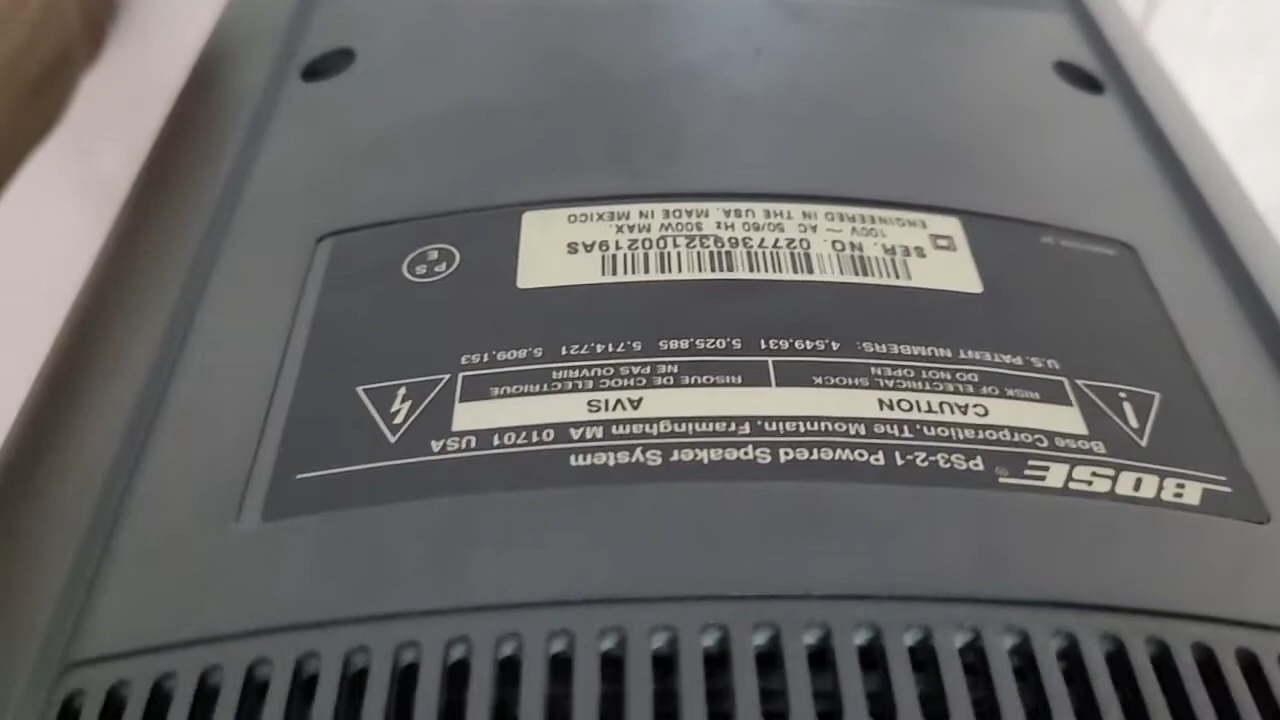 BOSE® PS3-2-1 Powered Speaker System
Bose Corporation, The Mountain, Framingham MA 01701 USA
CAUTION AVIS
RISK OF ELECTRICAL SHOCK RISQUE DE CHOC ELECTRIQUE
DO NOT OPEN NE PAS OUVRIR
U.S. PATENT NUMBERS: 4,549,631 5,025,885 5,714,721 5,809,153
SER. NO. 027736932100219AS
100V ~ AC 50/60 Hz 300W MAX.
ENGINEERED IN THE USA. MADE IN MEXICO
P S
E